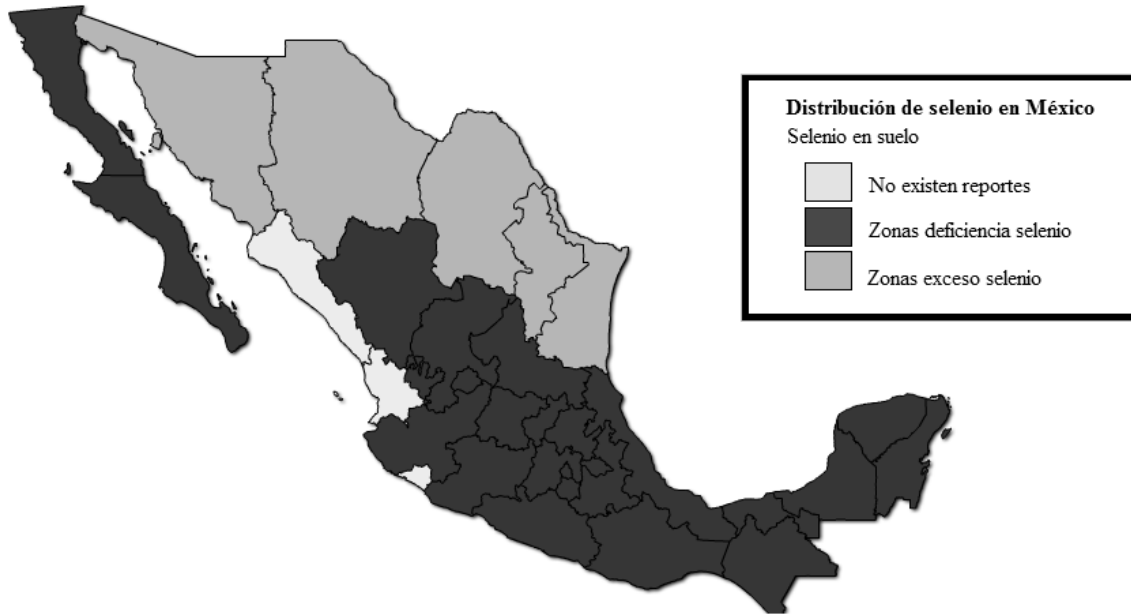 Distribución de selenio en México
Selenio en suelo
No existen reportes
Zonas deficiencia selenio
Zonas exceso selenio